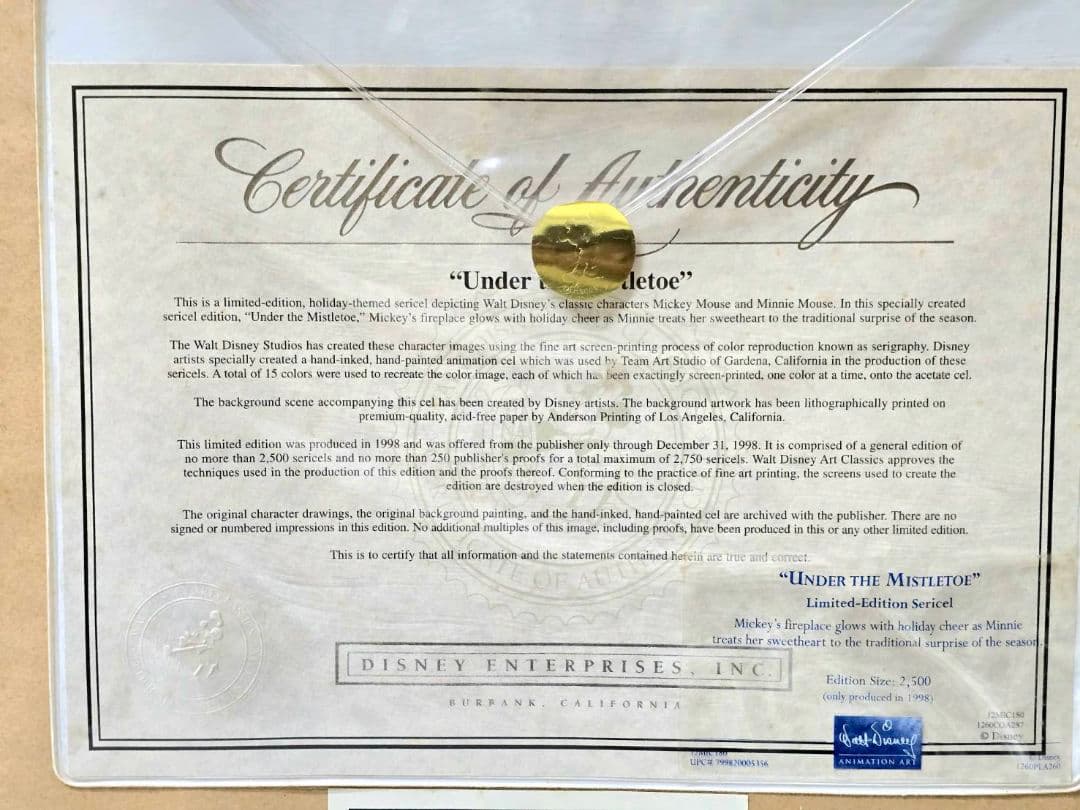 Certificate of Authenticity
“Under letoe”
This is a limited-edition, holiday-themed sericel depicting Walt Disney's classic characters Mickey Mouse and Minnie Mouse. In this specially created
sericel edition, “Under the Mistletoe,” Mickey's fireplace glows with holiday cheer as Minnie treats her sweetheart to the traditional surprise of the season.
The Walt Disney Studios has created these character images using the fine art screen-printing process of color reproduction known as serigraphy. Disney
artists specially created a hand-inked, hand-painted animation cel which was used by Team Art Studio of Gardena, California in the production of these
sericels. A total of 15 colors were used to recreate the color image, each of which has been exactingly screen-printed, one color at a time, onto the acetate cel.
The background scene accompanying this cel has been created by Disney artists. The background artwork has been lithographically printed on
premium-quality, acid-free paper by Anderson Printing of Los Angeles, California.
This limited edition was produced in 1998 and was offered from the publisher only through December 31, 1998. It is comprised of a general edition of
no more than 2,500 sericels and no more than 250 publisher's proofs for a total maximum of 2,750 sericels. Walt Disney Art Classics approves the
techniques used in the production of this edition and the proofs thereof. Conforming to the practice of fine art printing, the screens used to create the
edition are destroyed when the edition is closed.
The original character drawings, the original background painting, and the hand-inked, hand-painted cel are archived with the publisher. There are no
signed or numbered impressions in this edition. No additional multiples of this image, including proofs, have been produced in this or any other limited edition.
This is to certify that all information and the statements contained herein are true and correct.
“UNDER THE MISTLETOE”
Limited-Edition Sericel
Mickey's fireplace glows with holiday cheer as Minnie
treats her sweetheart to the traditional surprise of the season.
DISNEY ENTERPRISES, INC.
BURBANK, CALIFORNIA
Edition Size: 2,500
(only produced in 1998)
12MIC180
1260COA287
© Disney
Walt Disney
ANIMATION ART
12MIC 180
UPC# 799820005356
© Disney
1260PLA260